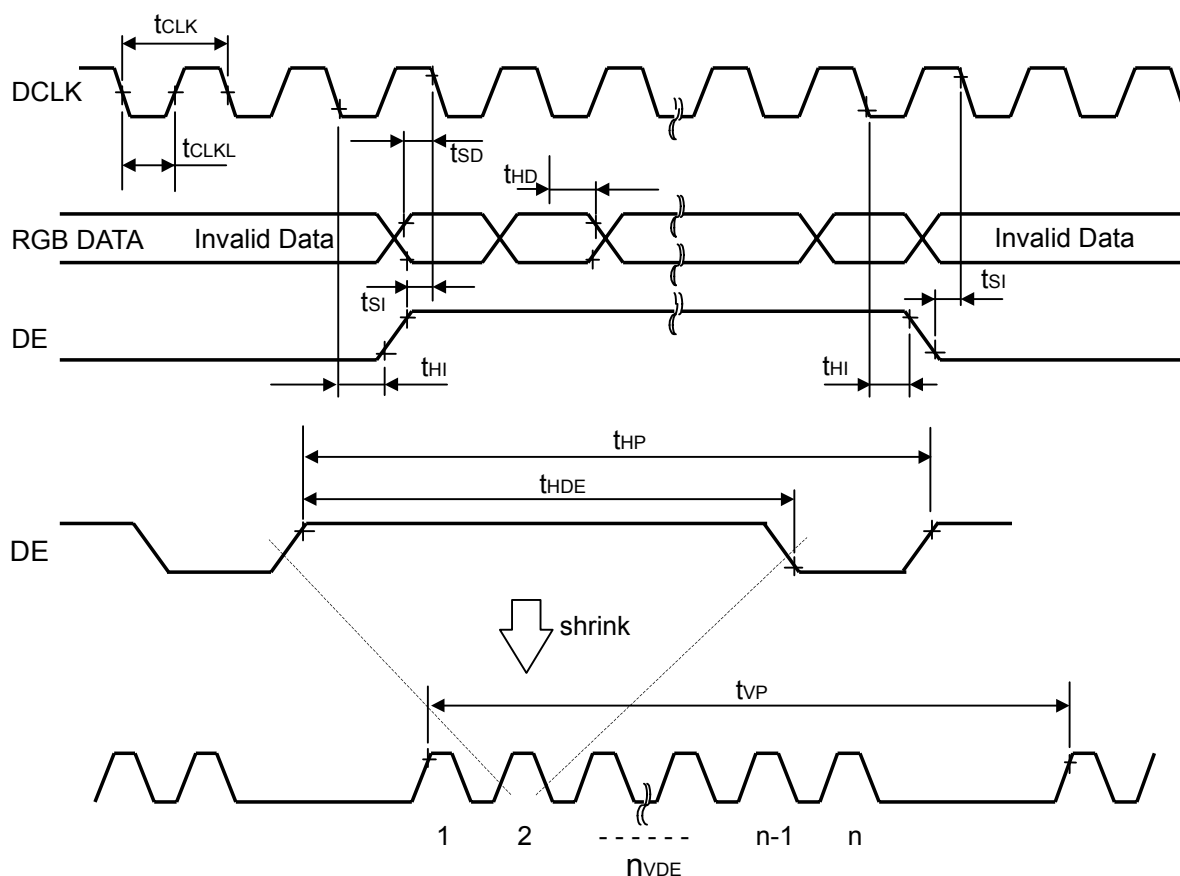 tCLK
DCLK
tCLKL
tSD
tHD
RGB DATA
Invalid Data
Invalid Data
tSI
tSI
DE
tHI
tHI
tHP
tHDE
DE
shrink
tVP
1 2 n-1 n
nVDE